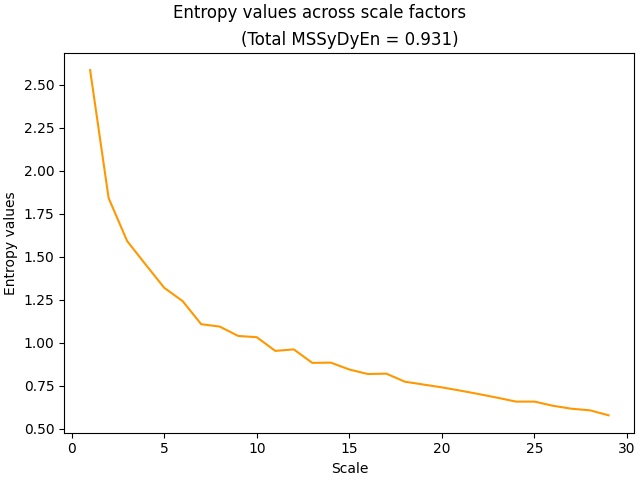 Entropy values across scale factors
(Total MSSyDyEn = 0.931)
Entropy values
2.50
2.25
2.00
1.75
1.50
1.25
1.00
0.75
0.50
0 5 10 15 20 25 30
Scale